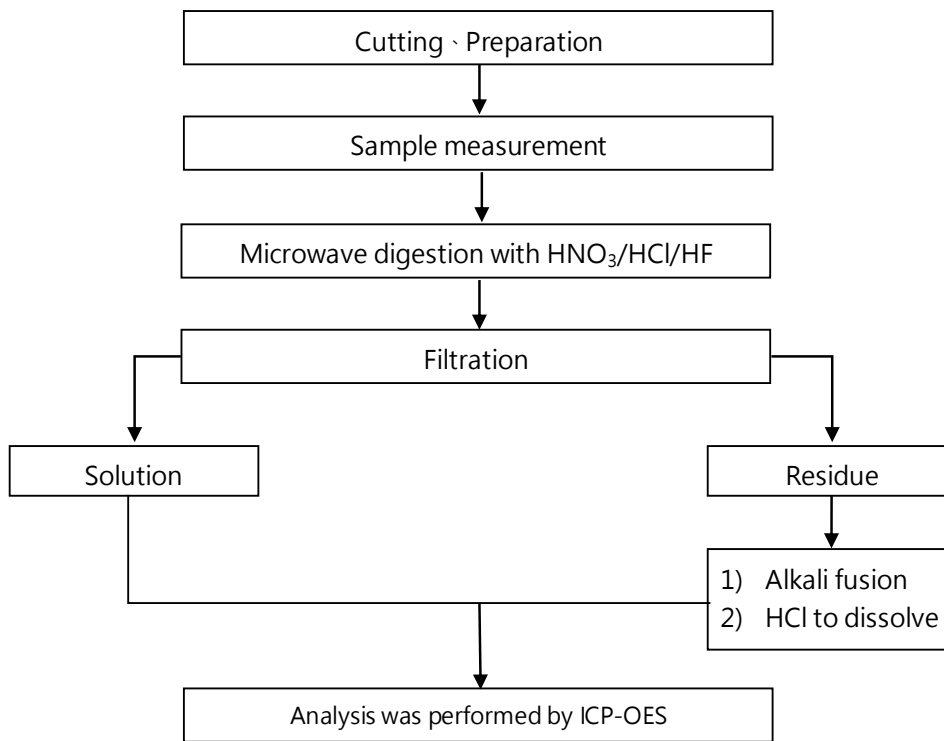 Cutting、Preparation
Sample measurement
Microwave digestion with HNO₃/HCl/HF
Filtration
Solution
Residue
1) Alkali fusion
2) HCl to dissolve
Analysis was performed by ICP-OES